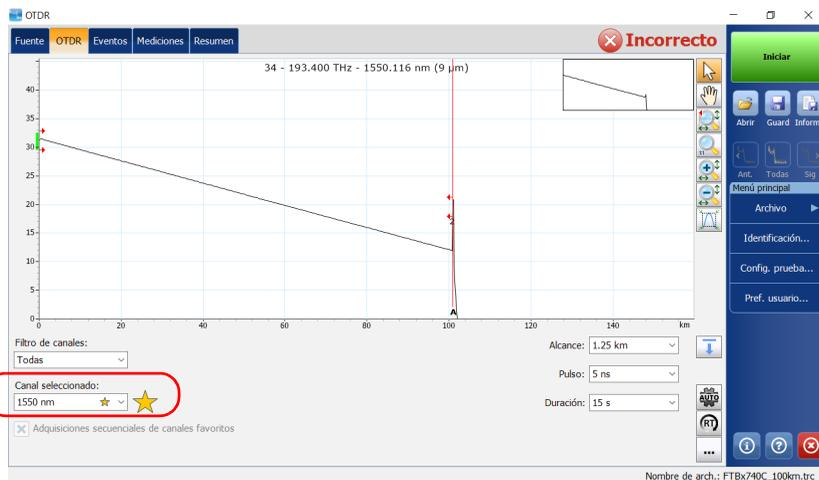 OTDR
Fuente OTDR Eventos Mediciones Resumen
Incorrecto
Iniciar
34 - 193.400 THz - 1550.116 nm (9 µm)
Abrir Guard Inform
Ant. Todas Sig
Menú principal
Archivo
Identificación...
Config. prueba...
Pref. usuario...
40
35
30
25
20
15
10
5
0
2
A
0 20 40 60 80 100 120 140 km
Filtro de canales:
Todas
Canal seleccionado:
1550 nm
Adquisiciones secuenciales de canales favoritos
Alcance: 1.25 km
Pulso: 5 ns
Duración: 15 s
AUTO
RT
...
Nombre de arch.: FTBx740C_100km.trc